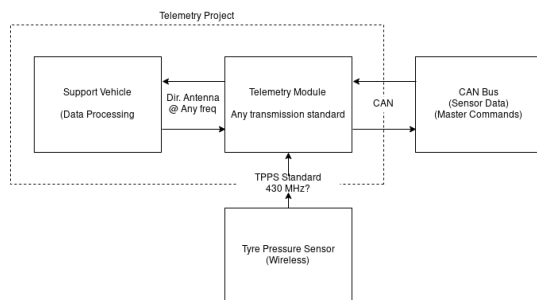 Telemetry Project
Support Vehicle
(Data Processing
Dir. Antenna
@ Any freq
Telemetry Module
Any transmission standard
CAN
CAN Bus
(Sensor Data)
(Master Commands)
TPPS Standard
430 MHz?
Tyre Pressure Sensor
(Wireless)